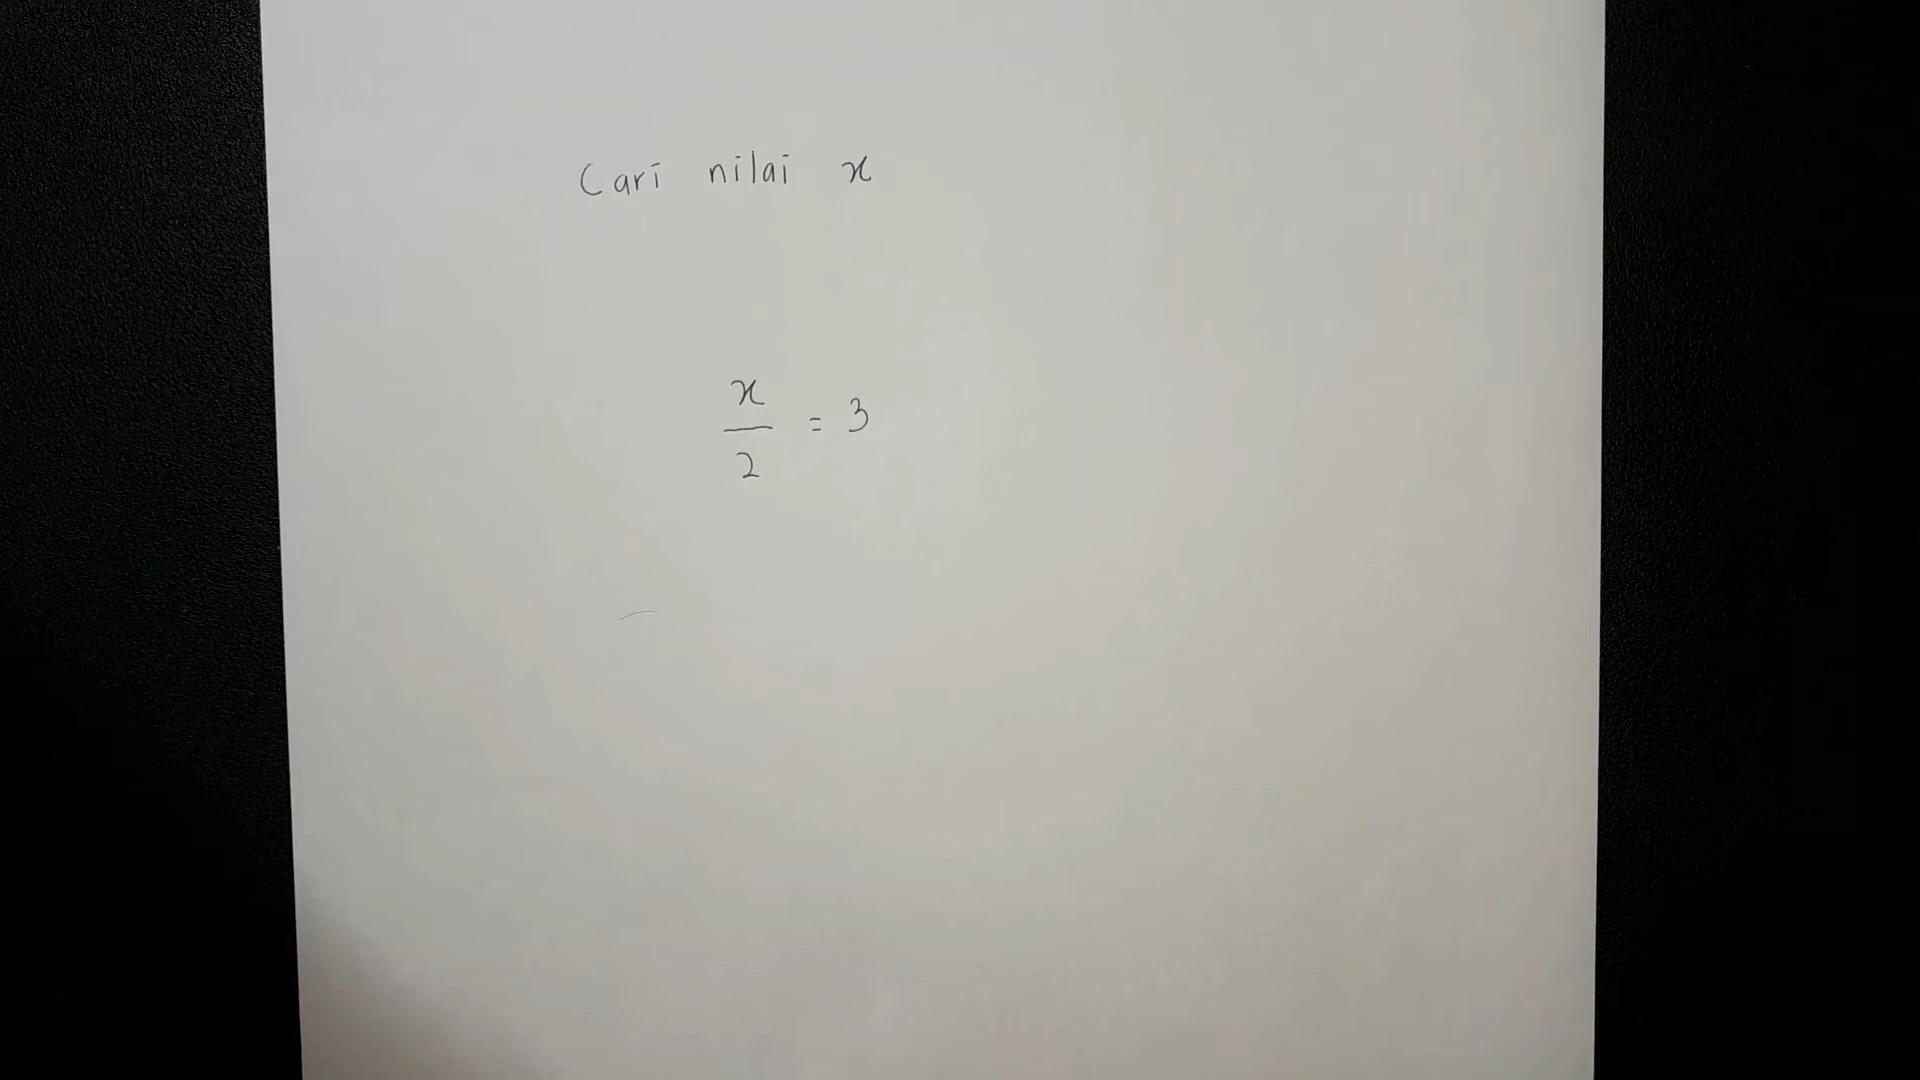 Cari nilai x
x/2 = 3